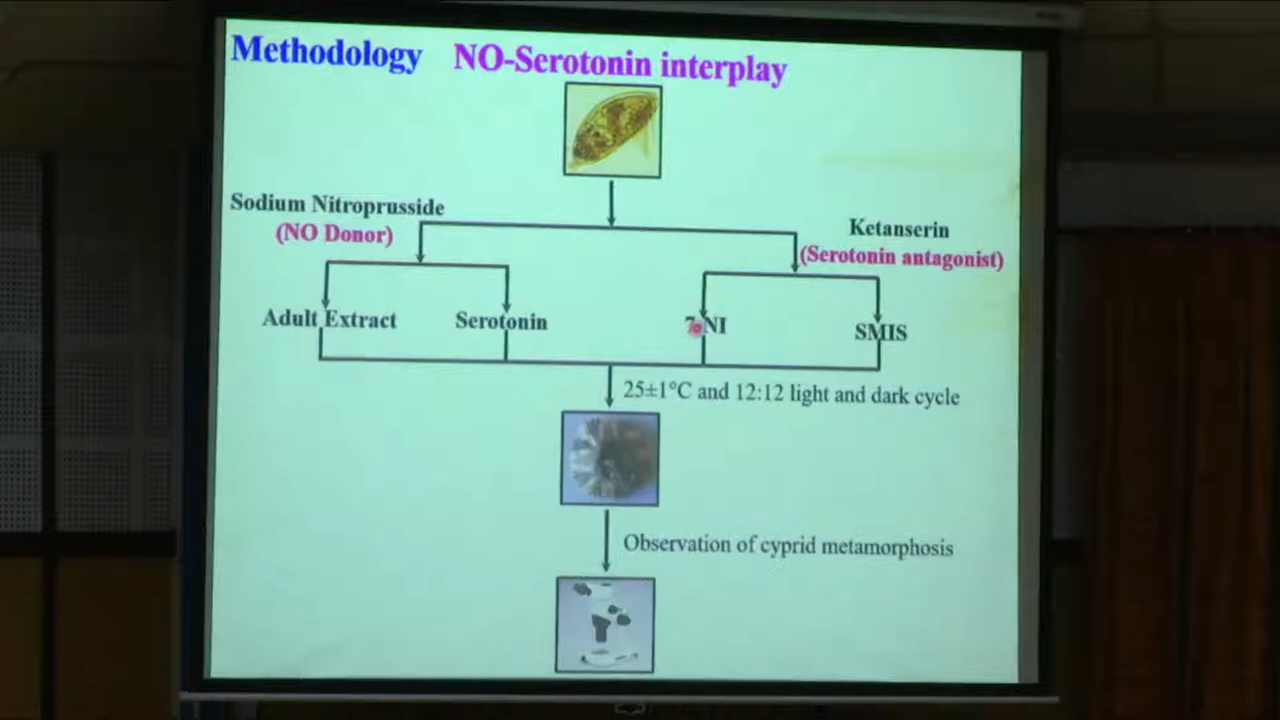 Methodology NO-Serotonin interplay
Sodium Nitroprusside
(NO Donor)
Ketanserin
(Serotonin antagonist)
Adult Extract
Serotonin
7-NI
SMIS
25±1°C and 12:12 light and dark cycle
Observation of cyprid metamorphosis